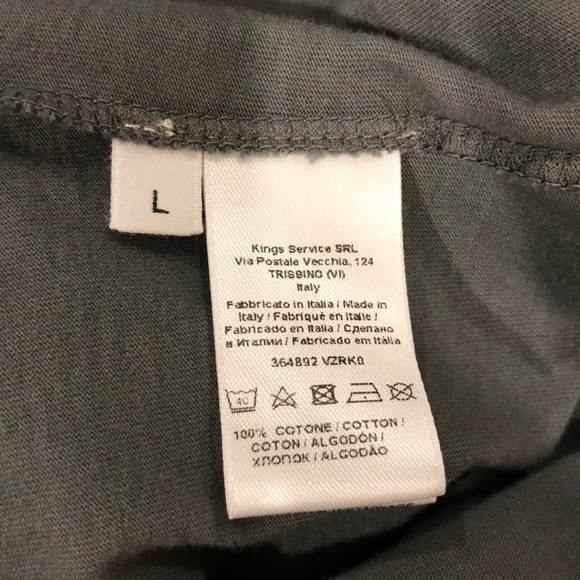 L
Kings Service SRL
Via Postale Vecchia, 124
TRISSINO (VI)
Italy
Fabbricato in Italia / Made in
Italy / Fabriqué en Italie /
Fabricado en Italia / Сделано
в Италии / Fabricado em Itália
364892 VZRK0
40
100% COTONE / COTTON /
COTON / ALGODÓN /
ХЛОПОК / ALGODÃO